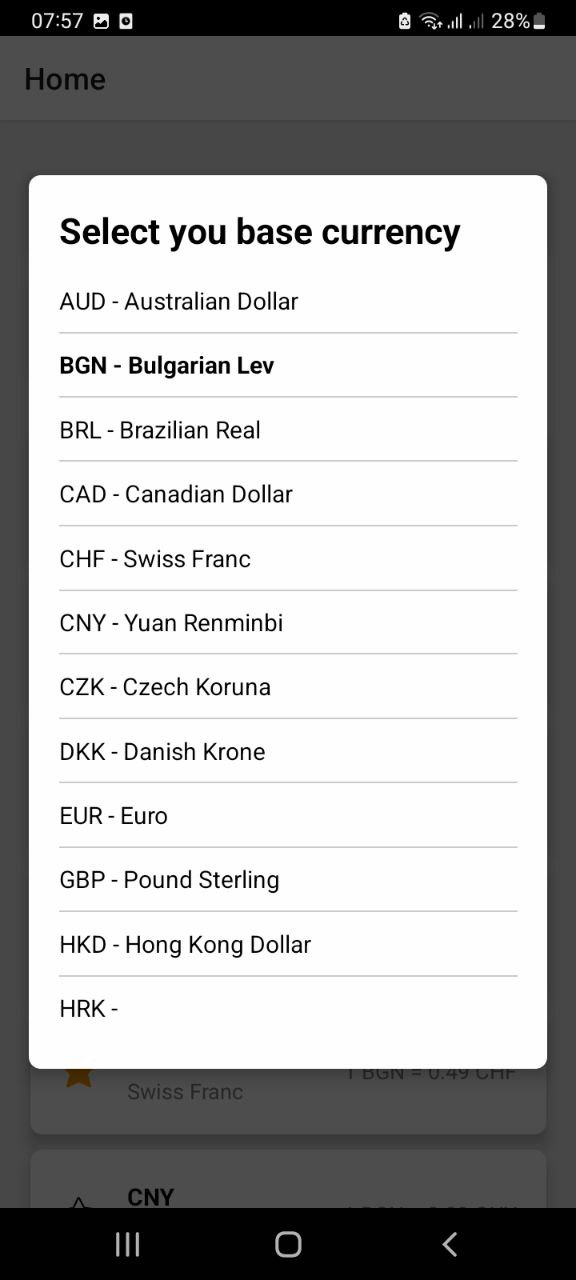 07:57 28%
Home
Select you base currency
AUD - Australian Dollar
BGN - Bulgarian Lev
BRL - Brazilian Real
CAD - Canadian Dollar
CHF - Swiss Franc
CNY - Yuan Renminbi
CZK - Czech Koruna
DKK - Danish Krone
EUR - Euro
GBP - Pound Sterling
HKD - Hong Kong Dollar
HRK -
1 BGN = 0.49 CHF
Swiss Franc
CNY